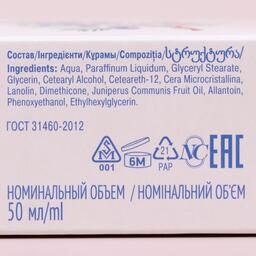 Состав/Інгредієнти/Курамы/Compoziția/სტრუქტურა/
Ingredients: Aqua, Paraffinum Liquidum, Glyceryl Stearate,
Glycerin, Cetearyl Alcohol, Ceteareth-12, Cera Microcristallina,
Lanolin, Dimethicone, Juniperus Communis Fruit Oil, Allantoin,
Phenoxyethanol, Ethylhexylglycerin.
ГОСТ 31460-2012
001
6M
21
PAP
EAC
НОМИНАЛЬНЫЙ ОБЪЕМ / НОМІНАЛЬНИЙ ОБ'ЄМ
50 мл/ml